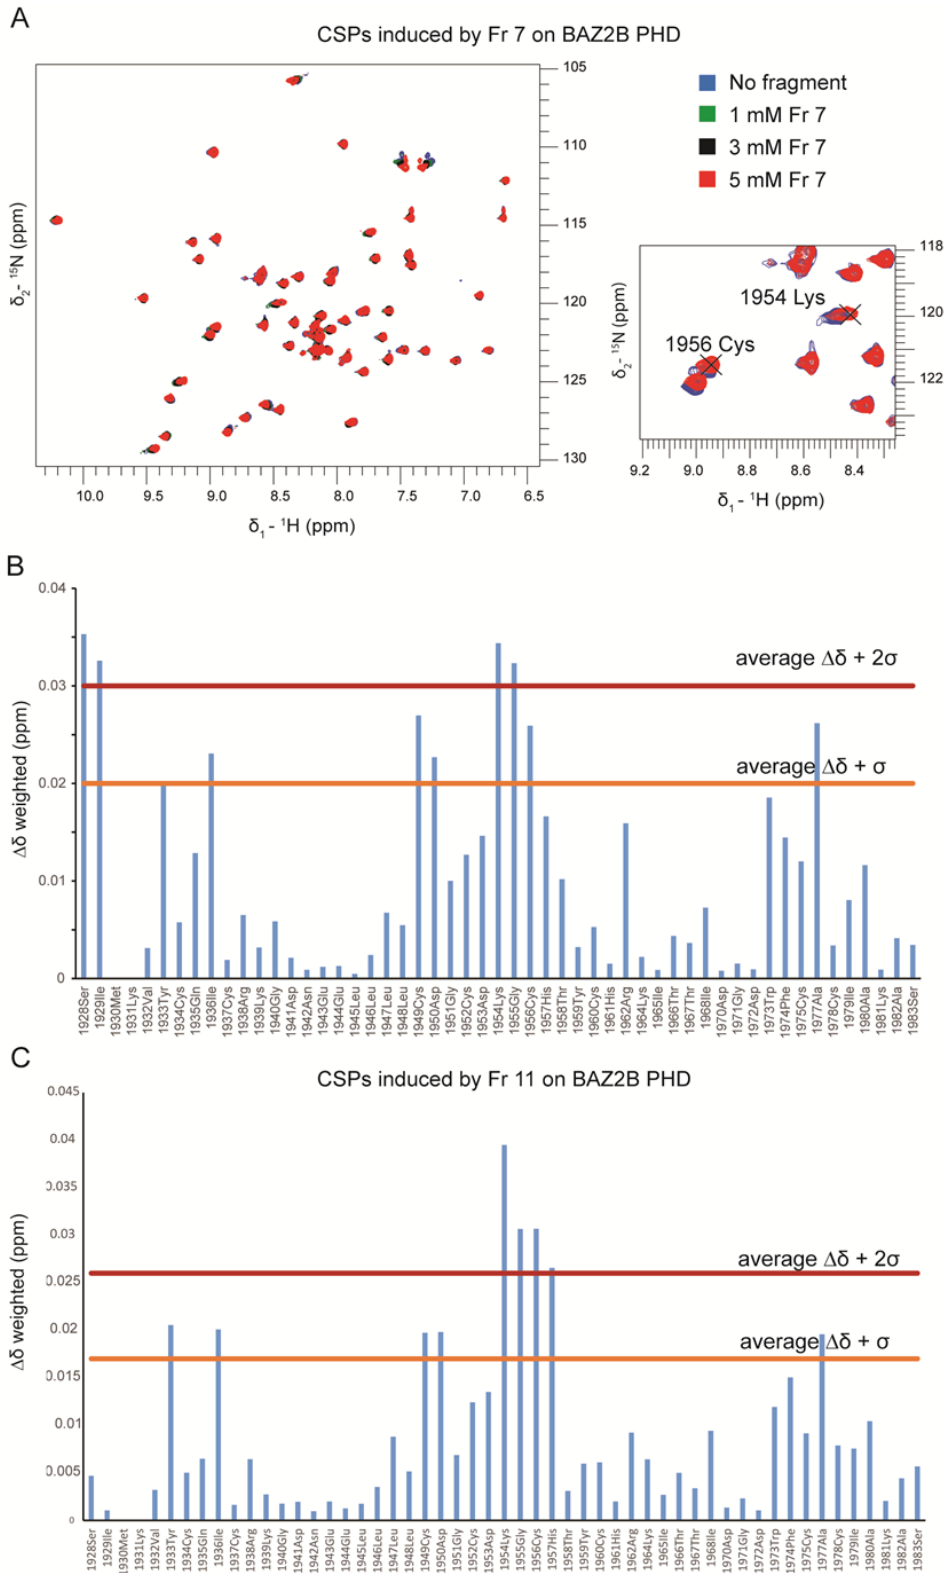 A
CSPs induced by Fr 7 on BAZ2B PHD
No fragment
1 mM Fr 7
3 mM Fr 7
5 mM Fr 7
105
110
115
120
125
130
δ2- 15N (ppm)
10.0 9.5 9.0 8.5 8.0 7.5 7.0 6.5
δ1 - 1H (ppm)
118
120
122
1954 Lys
1956 Cys
δ2- 15N (ppm)
9.2 9.0 8.8 8.6 8.4
δ1 - 1H (ppm)
B
0.04
0.03
0.02
0.01
0
Δδ weighted (ppm)
average Δδ + 2σ
average Δδ + σ
1928Ser
1929Ile
1930Met
1931Lys
1932Val
1933Tyr
1934Cys
1935Gln
1936Ile
1937Cys
1938Arg
1939Lys
1940Gly
1941Asp
1942Asn
1943Glu
1944Glu
1945Leu
1946Leu
1947Leu
1948Leu
1949Cys
1950Asp
1951Gly
1952Cys
1953Asp
1954Lys
1955Gly
1956Cys
1957His
1958Thr
1959Tyr
1960Cys
1961His
1962Arg
1964Lys
1965Ile
1966Thr
1967Thr
1968Ile
1970Asp
1971Gly
1972Asp
1973Trp
1974Phe
1975Cys
1977Ala
1978Cys
1979Ile
1980Ala
1981Lys
1982Ala
1983Ser
C
CSPs induced by Fr 11 on BAZ2B PHD
0.045
0.04
0.035
0.03
0.025
0.02
0.015
0.01
0.005
0
Δδ weighted (ppm)
average Δδ + 2σ
average Δδ + σ
1928Ser
1929Ile
1930Met
1931Lys
1932Val
1933Tyr
1934Cys
1935Gln
1936Ile
1937Cys
1938Arg
1939Lys
1940Gly
1941Asp
1942Asn
1943Glu
1944Glu
1945Leu
1946Leu
1947Leu
1948Leu
1949Cys
1950Asp
1951Gly
1952Cys
1953Asp
1954Lys
1955Gly
1956Cys
1957His
1958Thr
1959Tyr
1960Cys
1961His
1962Arg
1964Lys
1965Ile
1966Thr
1967Thr
1968Ile
1970Asp
1971Gly
1972Asp
1973Trp
1974Phe
1975Cys
1977Ala
1978Cys
1979Ile
1980Ala
1981Lys
1982Ala
1983Ser